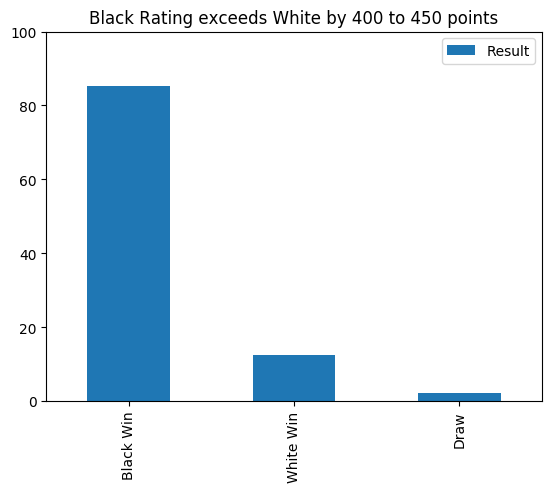 Black Rating exceeds White by 400 to 450 points
Result
100
80
60
40
20
0
Black Win
White Win
Draw